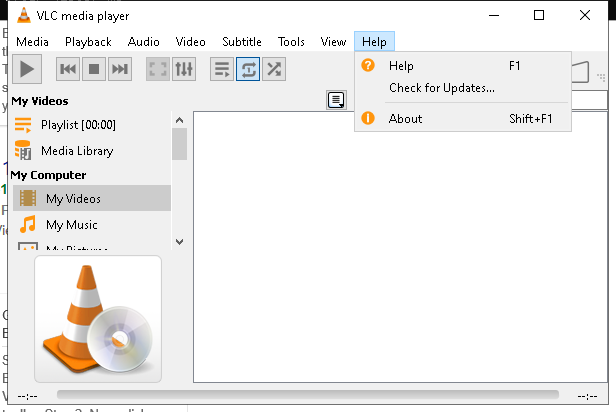 VLC media player
Media Playback Audio Video Subtitle Tools View Help
Help F1
Check for Updates...
About Shift+F1
My Videos
Playlist [00:00]
Media Library
My Computer
My Videos
My Music
My Pictures
--:-- --:--